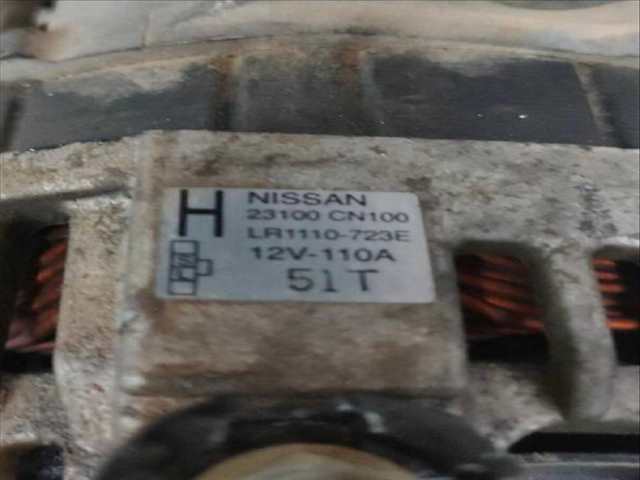 H
NISSAN
23100 CN100
LR1110-723E
12V-110A
51T